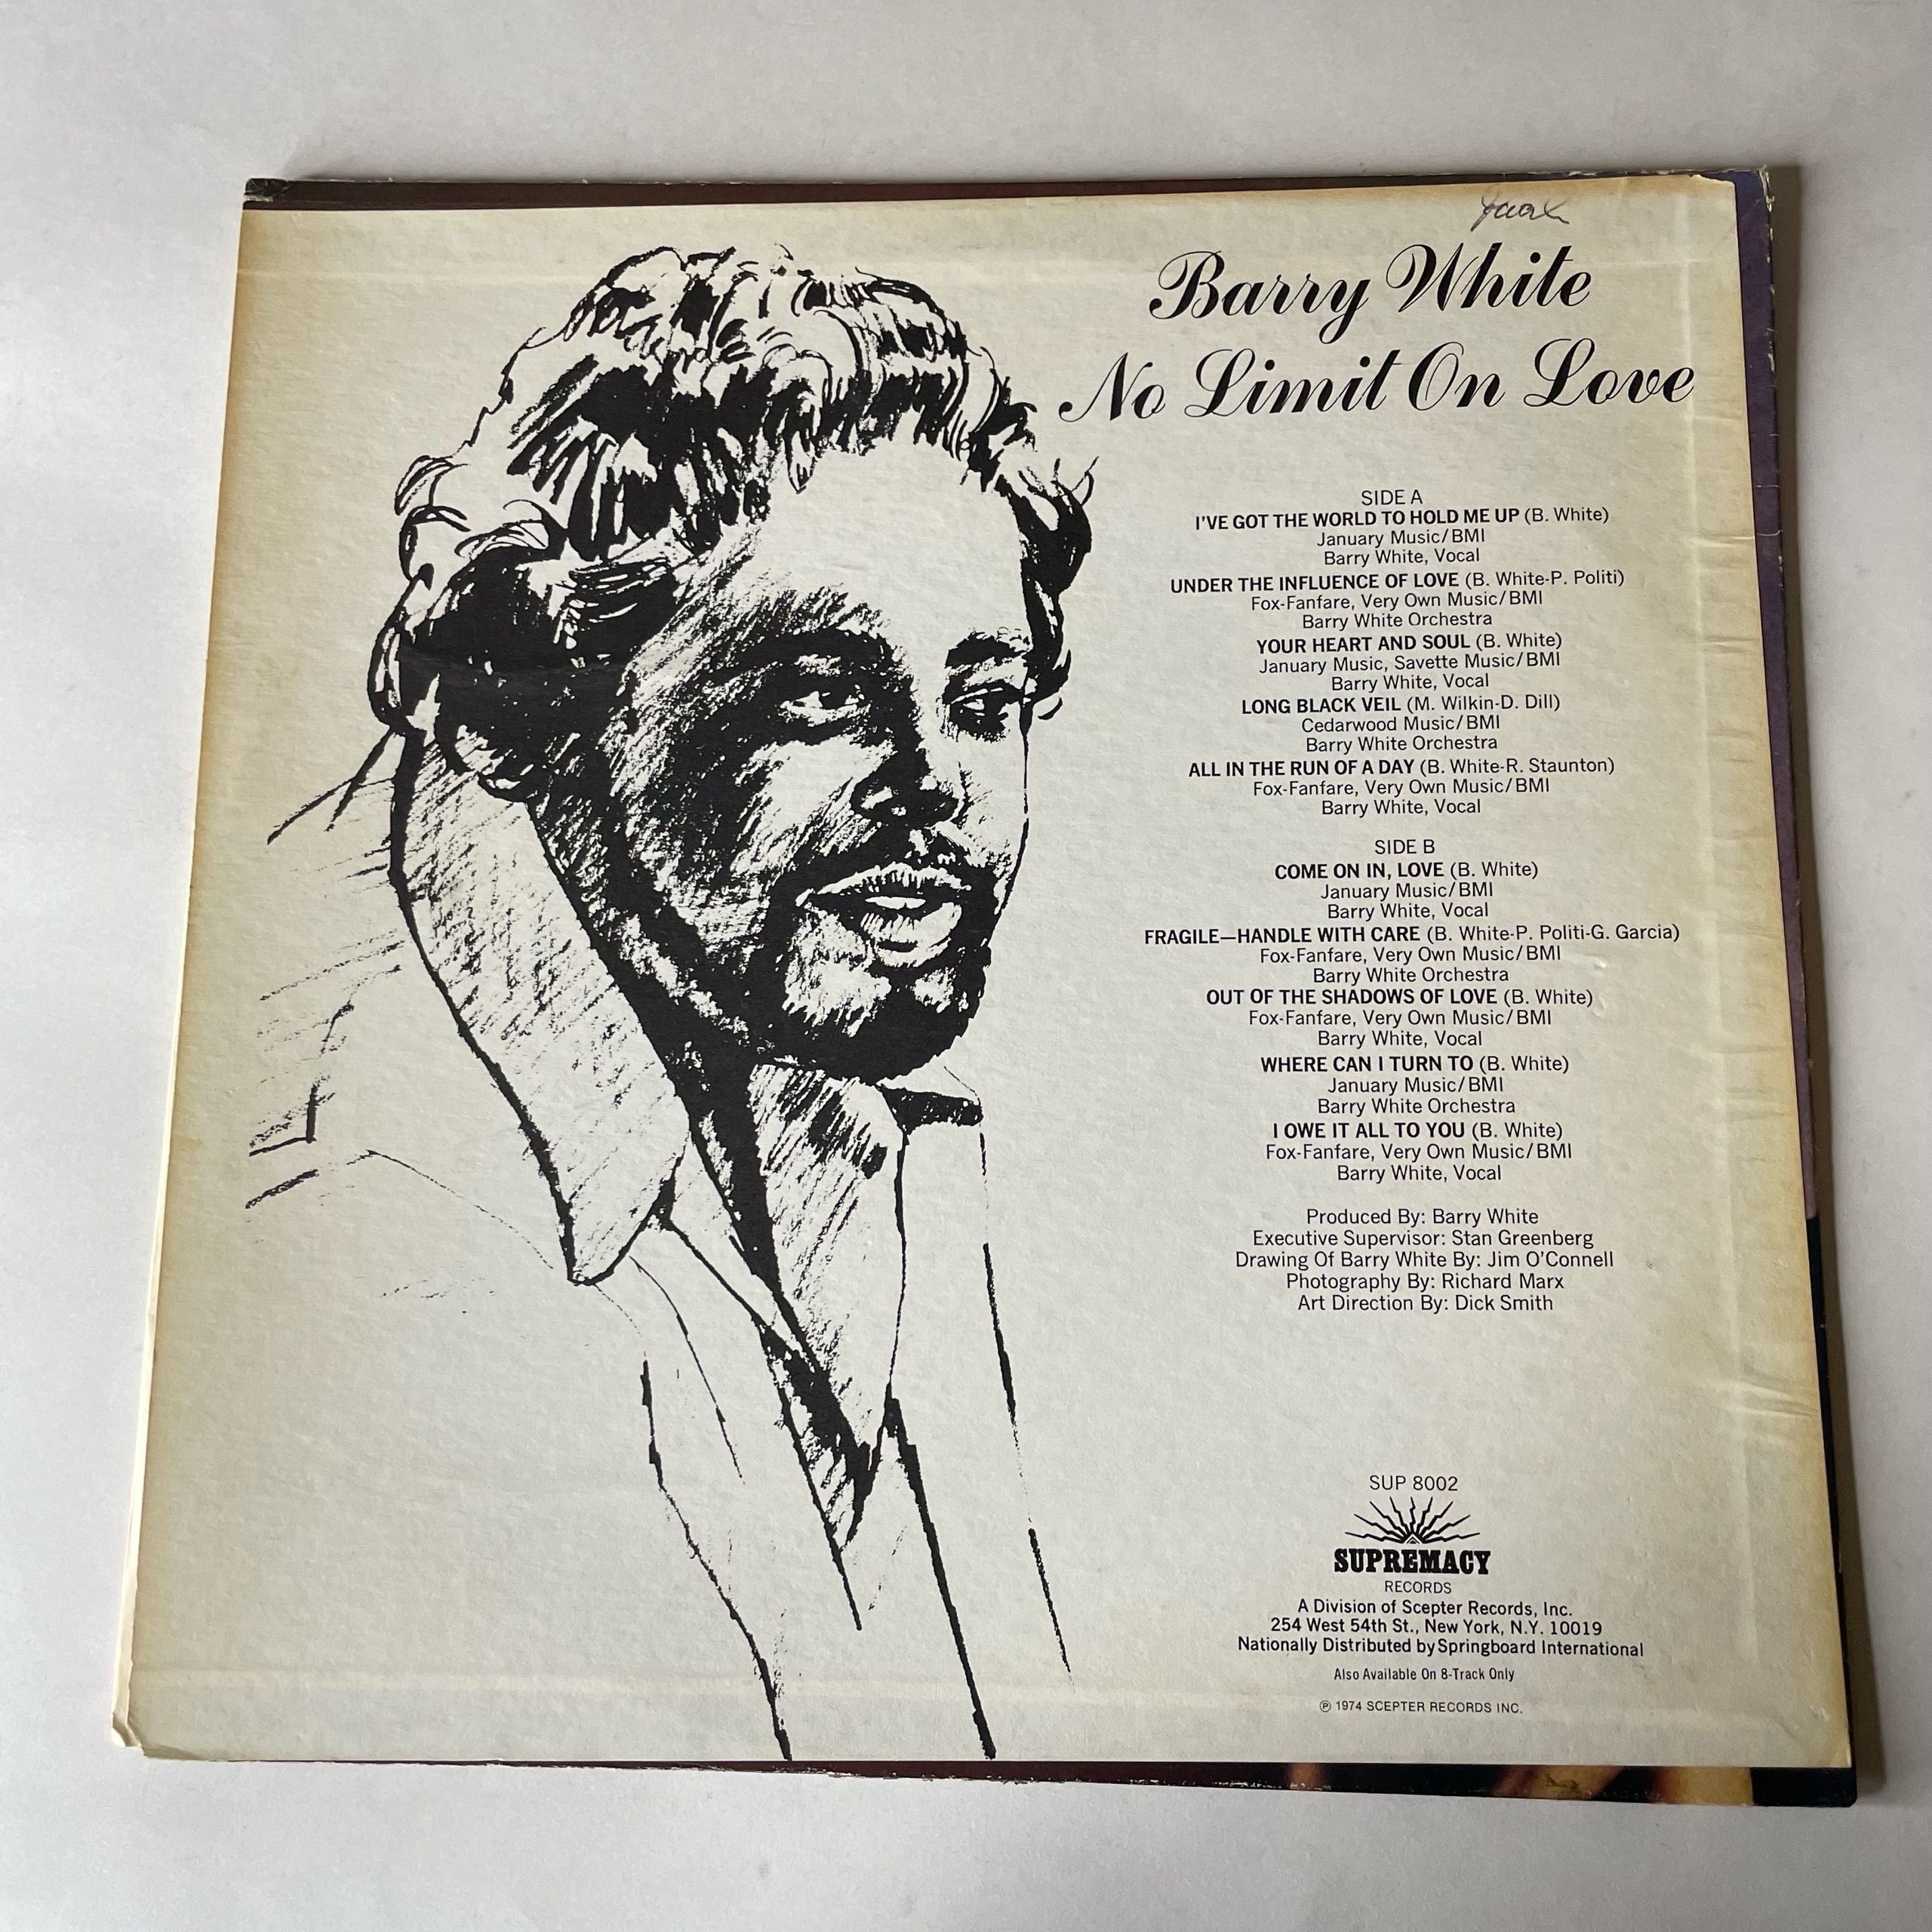 Barry White
No Limit On Love
SIDE A
I'VE GOT THE WORLD TO HOLD ME UP (B. White)
January Music/BMI
Barry White, Vocal
UNDER THE INFLUENCE OF LOVE (B. White-P. Politi)
Fox-Fanfare, Very Own Music/BMI
Barry White Orchestra
YOUR HEART AND SOUL (B. White)
January Music, Savette Music/BMI
Barry White, Vocal
LONG BLACK VEIL (M. Wilkin-D. Dill)
Cedarwood Music/BMI
Barry White Orchestra
ALL IN THE RUN OF A DAY (B. White-R. Staunton)
Fox-Fanfare, Very Own Music/BMI
Barry White, Vocal
SIDE B
COME ON IN, LOVE (B. White)
January Music/BMI
Barry White, Vocal
FRAGILE—HANDLE WITH CARE (B. White-P. Politi-G. Garcia)
Fox-Fanfare, Very Own Music/BMI
Barry White Orchestra
OUT OF THE SHADOWS OF LOVE (B. White)
Fox-Fanfare, Very Own Music/BMI
Barry White, Vocal
WHERE CAN I TURN TO (B. White)
January Music/BMI
Barry White Orchestra
I OWE IT ALL TO YOU (B. White)
Fox-Fanfare, Very Own Music/BMI
Barry White, Vocal
Produced By: Barry White
Executive Supervisor: Stan Greenberg
Drawing Of Barry White By: Jim O'Connell
Photography By: Richard Marx
Art Direction By: Dick Smith
SUP 8002
SUPREMACY
RECORDS
A Division of Scepter Records, Inc.
254 West 54th St., New York, N.Y. 10019
Nationally Distributed by Springboard International
Also Available On 8-Track Only
℗ 1974 SCEPTER RECORDS INC.